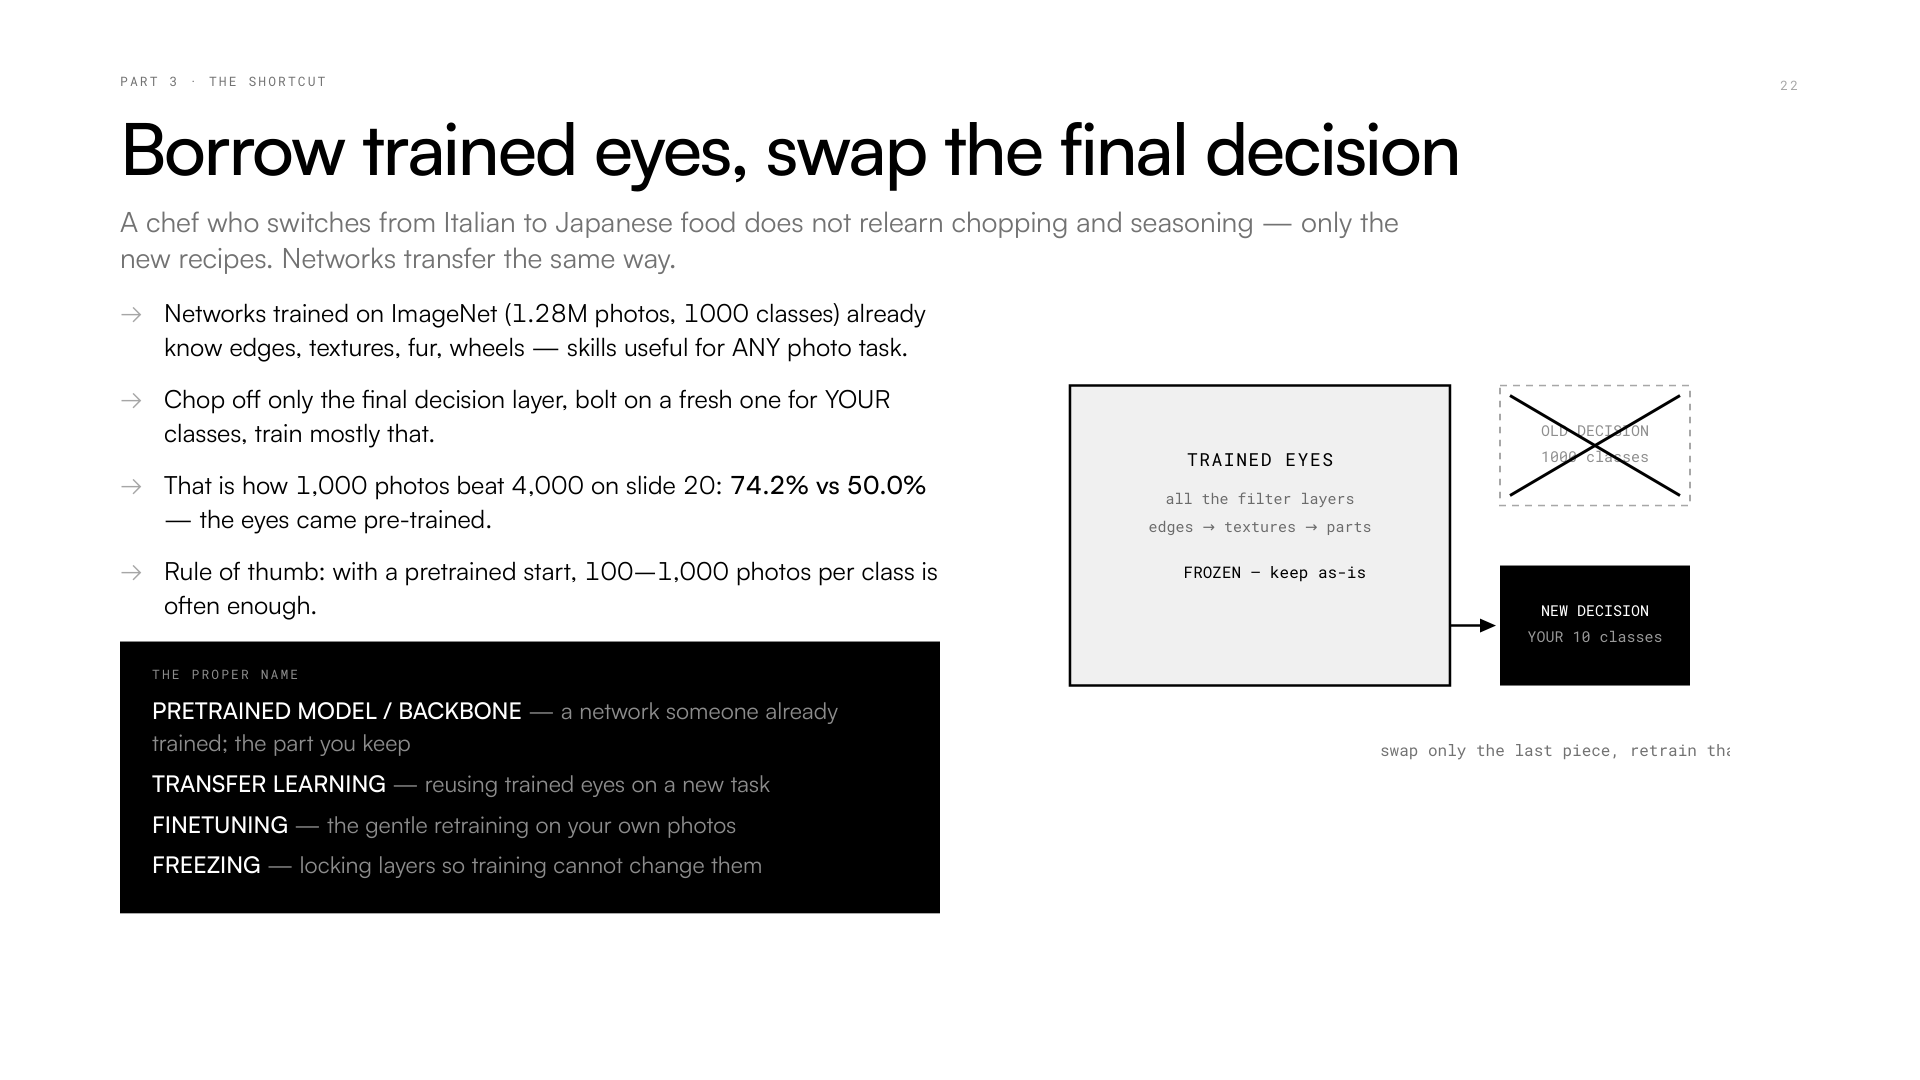 PART 3 · THE SHORTCUT
22
Borrow trained eyes, swap the final decision
A chef who switches from Italian to Japanese food does not relearn chopping and seasoning — only the
new recipes. Networks transfer the same way.
→ Networks trained on ImageNet (1.28M photos, 1000 classes) already
know edges, textures, fur, wheels — skills useful for ANY photo task.
→ Chop off only the final decision layer, bolt on a fresh one for YOUR
classes, train mostly that.
→ That is how 1,000 photos beat 4,000 on slide 20: 74.2% vs 50.0%
— the eyes came pre-trained.
→ Rule of thumb: with a pretrained start, 100–1,000 photos per class is
often enough.
THE PROPER NAME
PRETRAINED MODEL / BACKBONE — a network someone already
trained; the part you keep
TRANSFER LEARNING — reusing trained eyes on a new task
FINETUNING — the gentle retraining on your own photos
FREEZING — locking layers so training cannot change them
TRAINED EYES
all the filter layers
edges → textures → parts
FROZEN – keep as-is
OLD DECISION
1000 classes
NEW DECISION
YOUR 10 classes
swap only the last piece, retrain